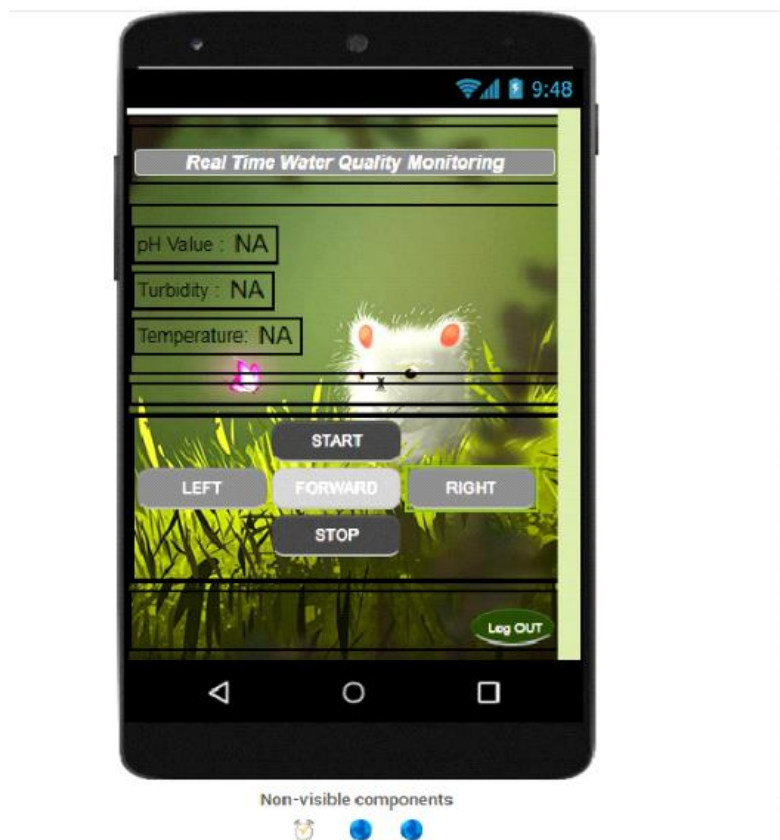 9:48
Real Time Water Quality Monitoring
pH Value : NA
Turbidity : NA
Temperature: NA
START
LEFT FORWARD RIGHT
STOP
Log OUT
Non-visible components